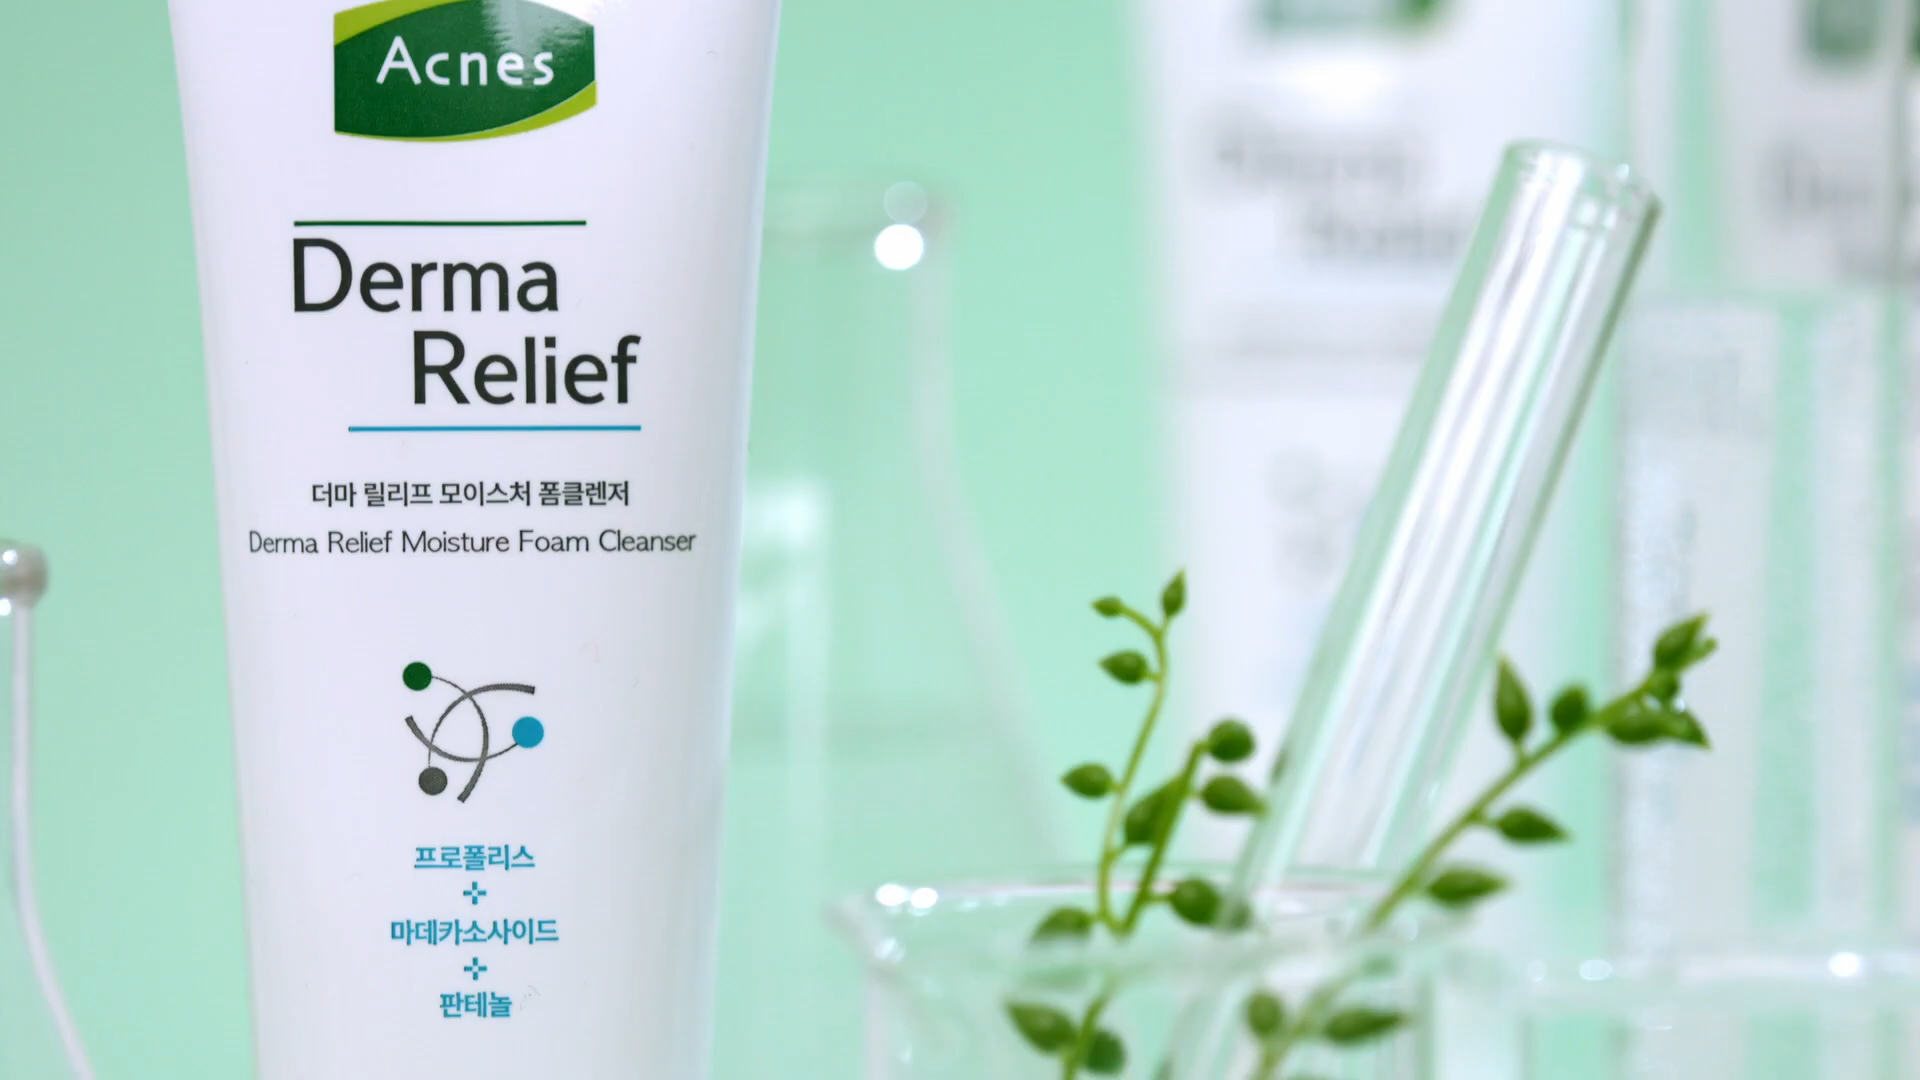 Acnes
Derma
Relief
더마 릴리프 모이스처 폼클렌저
Derma Relief Moisture Foam Cleanser
프로폴리스
+
마데카소사이드
+
판테놀